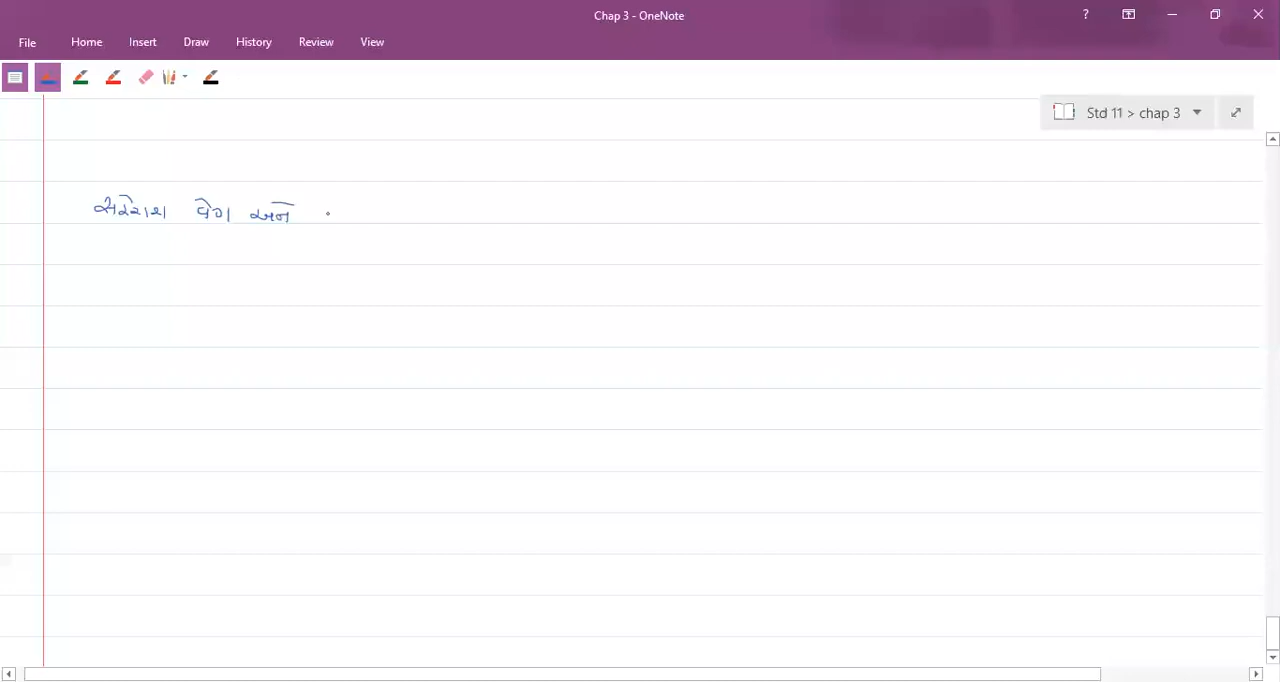 Chap 3 - OneNote
?
File Home Insert Draw History Review View
Std 11 > chap 3
સરેરાશ વેગ અને